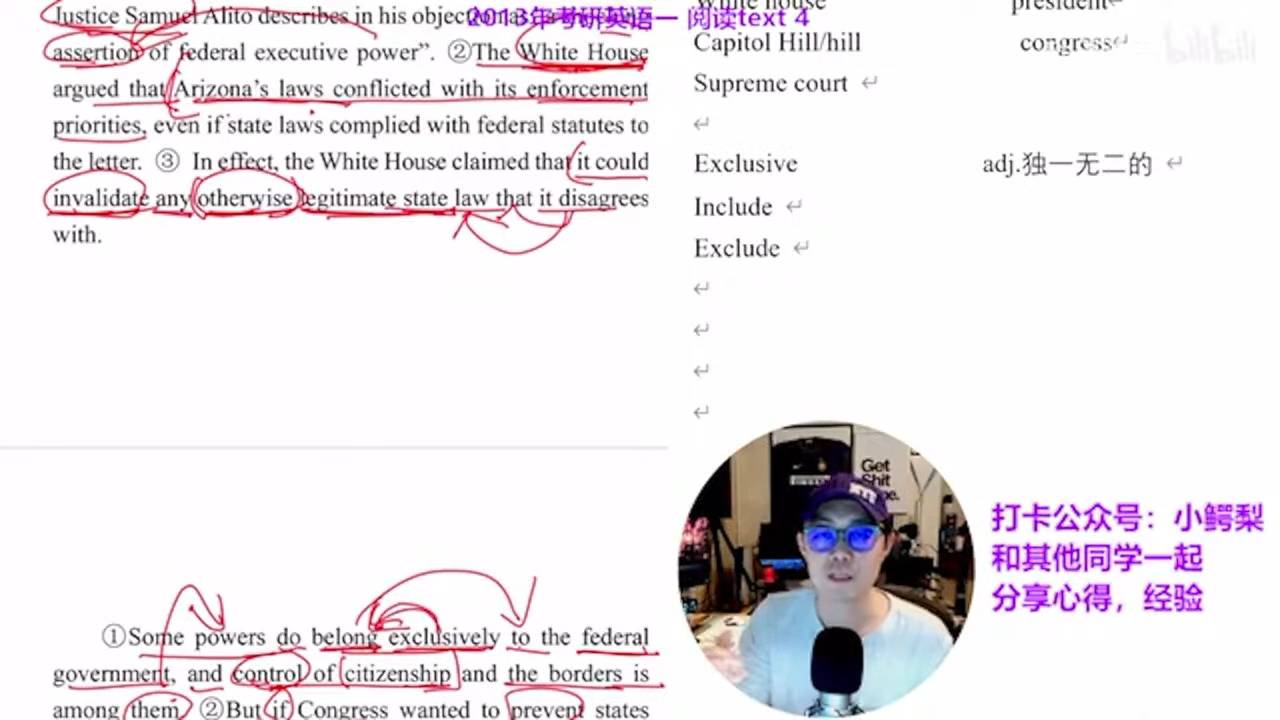 2013年考研英语一 阅读text 4
Justice Samuel Alito describes in his
assertion of federal executive power”. ②The White House
argued that Arizona’s laws conflicted with its enforcement
priorities, even if state laws complied with federal statutes to
the letter. ③ In effect, the White House claimed that it could
invalidate any otherwise legitimate state law that it disagrees
with.
①Some powers do belong exclusively to the federal
government, and control of citizenship and the borders is
among them. ②But if Congress wanted to prevent states
White house president
Capitol Hill/hill congress
Supreme court
Exclusive adj.独一无二的
Include
Exclude
bilibili
Get
Shit
打卡公众号：小鳄梨
和其他同学一起
分享心得，经验